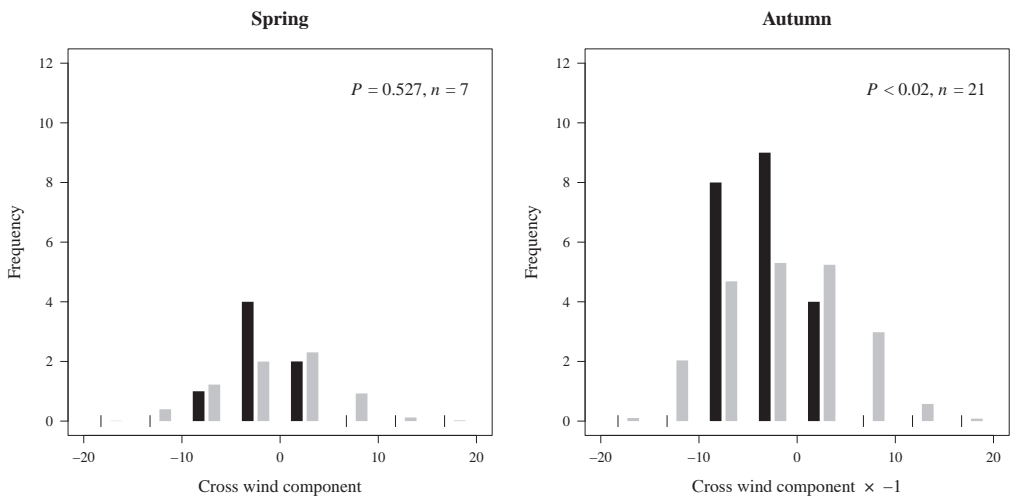 Spring
P = 0.527, n = 7
12
10
8
6
4
2
0
Frequency
–20 –10 0 10 20
Cross wind component
Autumn
P < 0.02, n = 21
12
10
8
6
4
2
0
Frequency
–20 –10 0 10 20
Cross wind component × –1